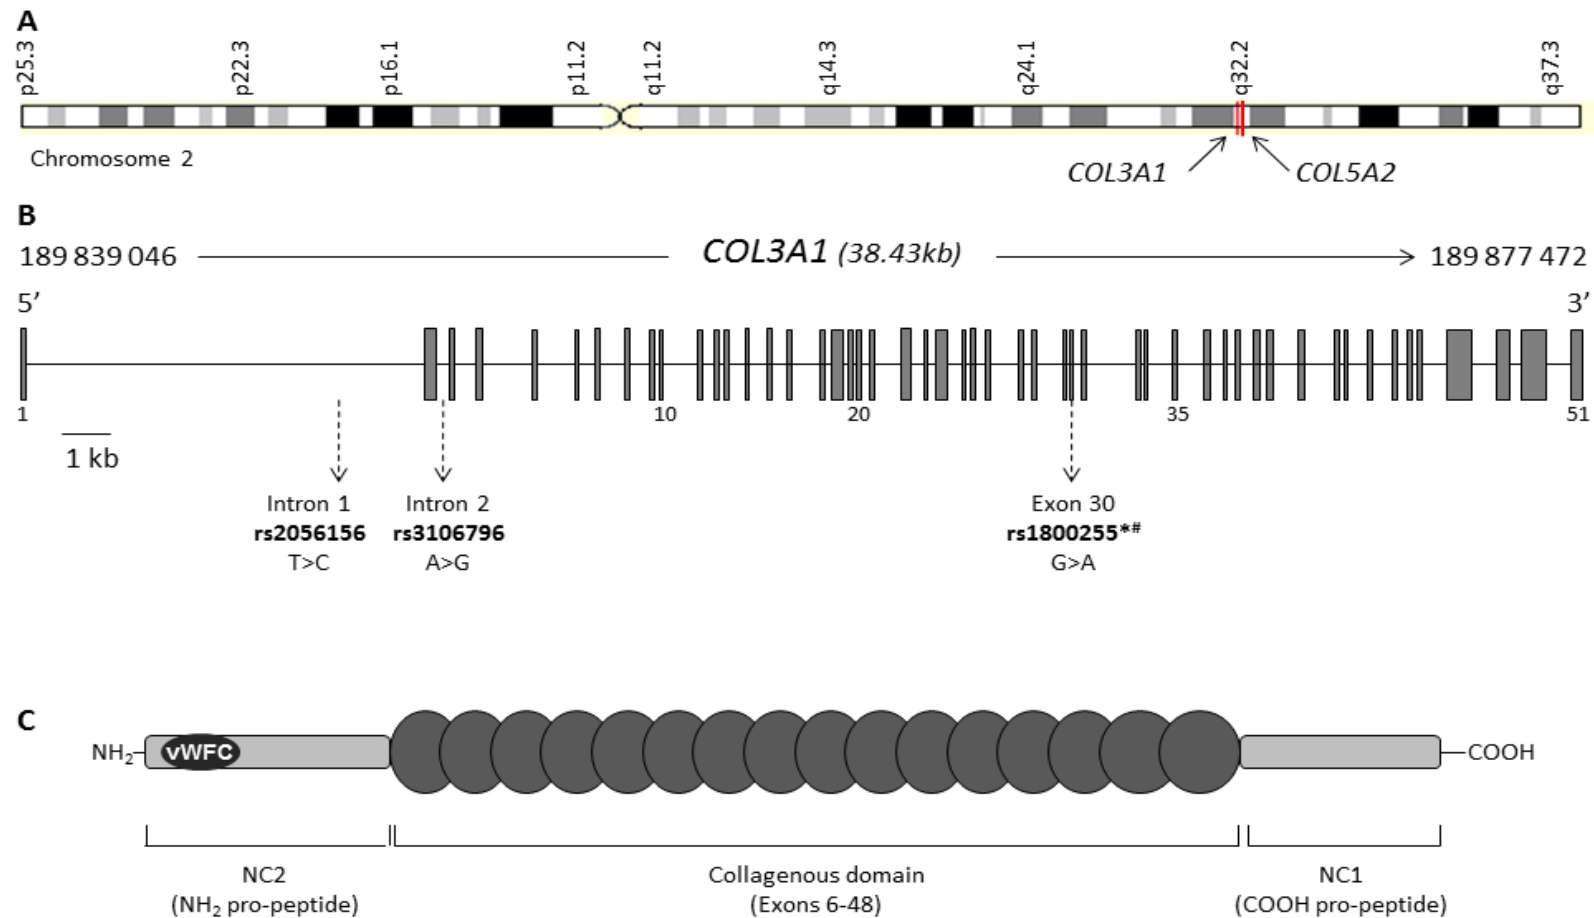 A
p25.3 p22.3 p16.1 p11.2 q11.2 q14.3 q24.1 q32.2 q37.3
Chromosome 2
COL3A1 COL5A2
B
189 839 046 COL3A1 (38.43kb) 189 877 472
5’ 3’
1 10 20 35 51
1 kb
Intron 1 Intron 2 Exon 30
rs2056156 rs3106796 rs1800255*#
T>C A>G G>A
C
NH2 vWFC COOH
NC2 Collagenous domain NC1
(NH2 pro-peptide) (Exons 6-48) (COOH pro-peptide)